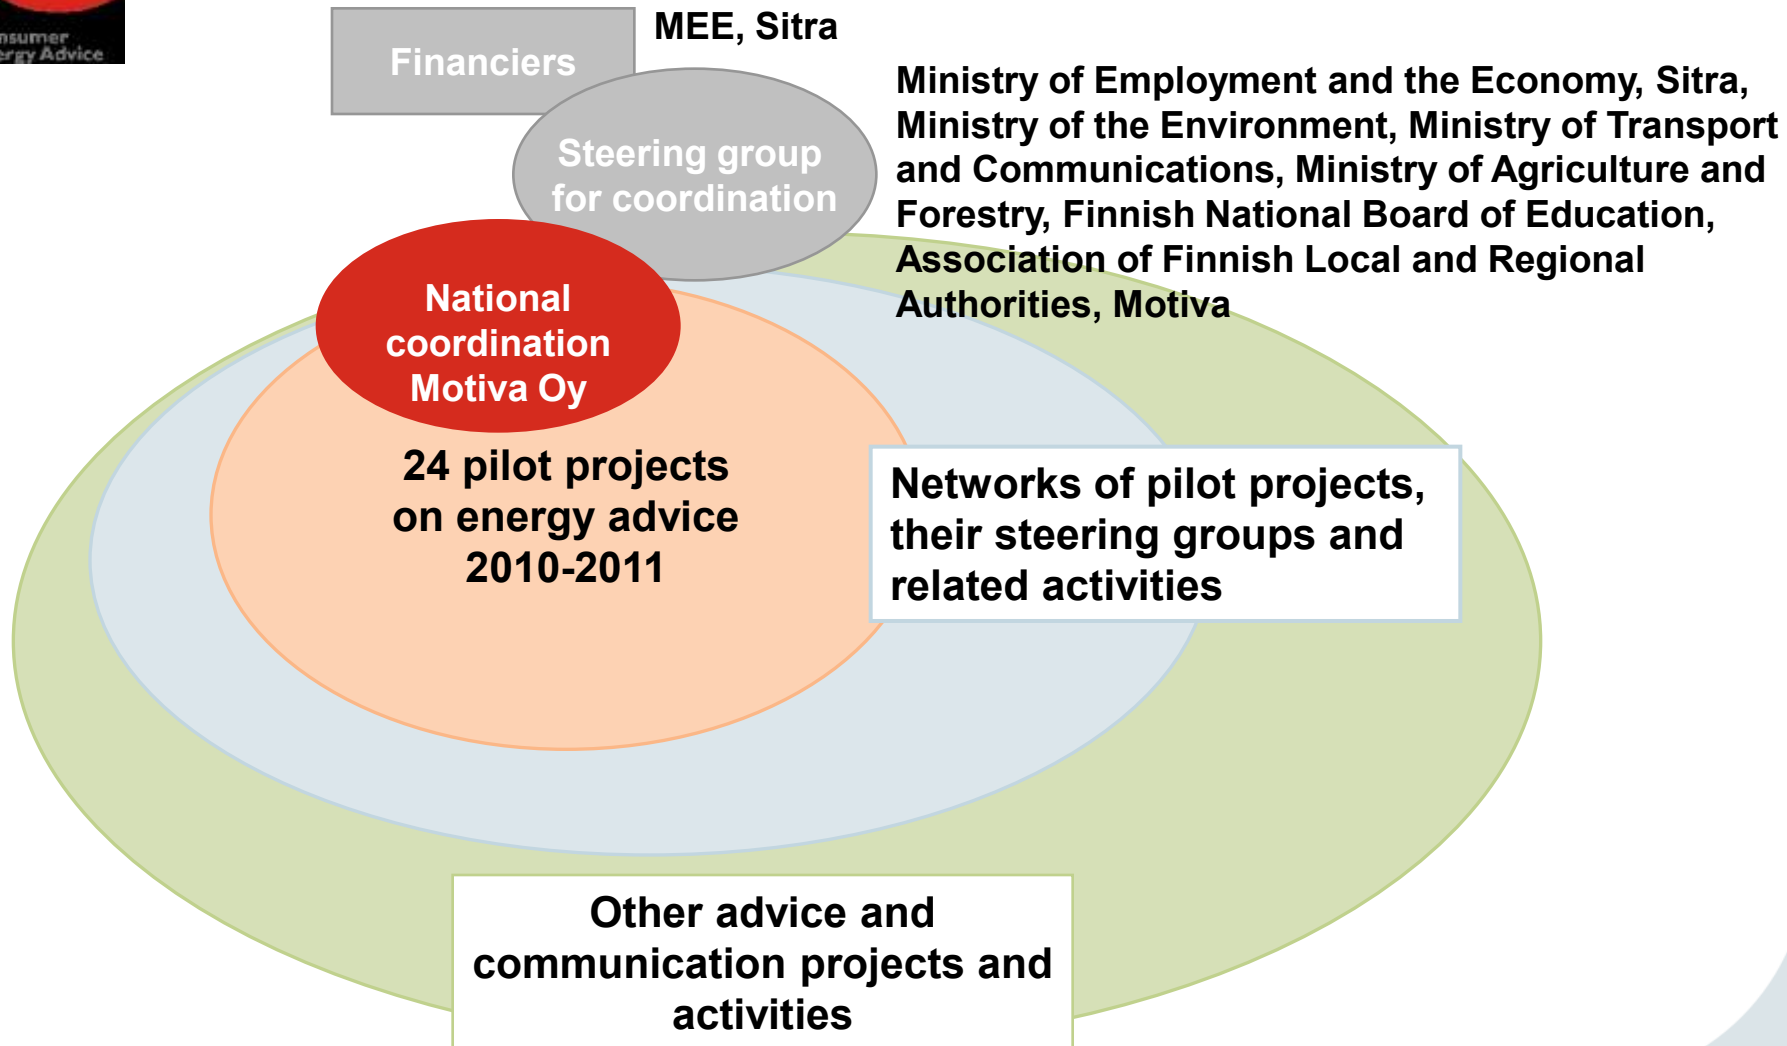 Energy Advice
MEE, Sitra
Financiers
Ministry of Employment and the Economy, Sitra,
Ministry of the Environment, Ministry of Transport
and Communications, Ministry of Agriculture and
Forestry, Finnish National Board of Education,
Association of Finnish Local and Regional
Authorities, Motiva
Steering group
for coordination
National
coordination
Motiva Oy
24 pilot projects
on energy advice
2010-2011
Networks of pilot projects,
their steering groups and
related activities
Other advice and
communication projects and
activities